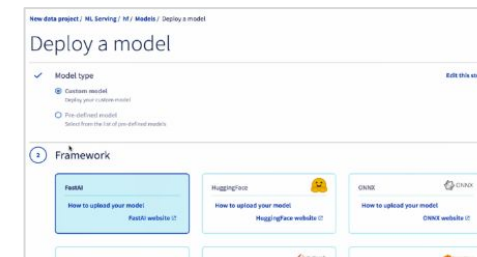 New data project / ML Serving / hf / Models / Deploy a model
Deploy a model
Model type
Edit this
Custom model
Deploy your custom model
Pre-defined model
Select from the list of pre-defined models
2 Framework
FastAI
How to upload your model
FastAI website
HuggingFace
How to upload your model
HuggingFace website
ONNX
ONNX
How to upload your model
ONNX website